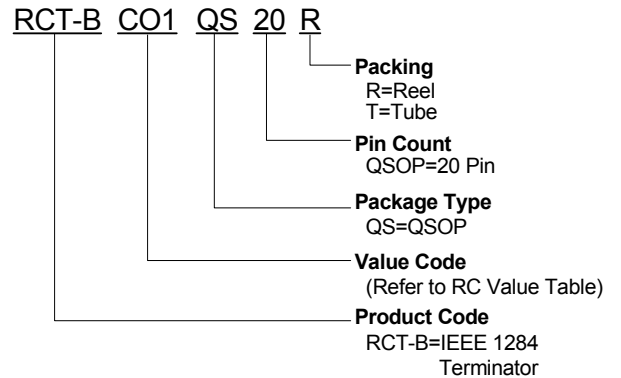 RCT-B CO1 QS 20 R
Packing
R=Reel
T=Tube
Pin Count
QSOP=20 Pin
Package Type
QS=QSOP
Value Code
(Refer to RC Value Table)
Product Code
RCT-B=IEEE 1284
Terminator